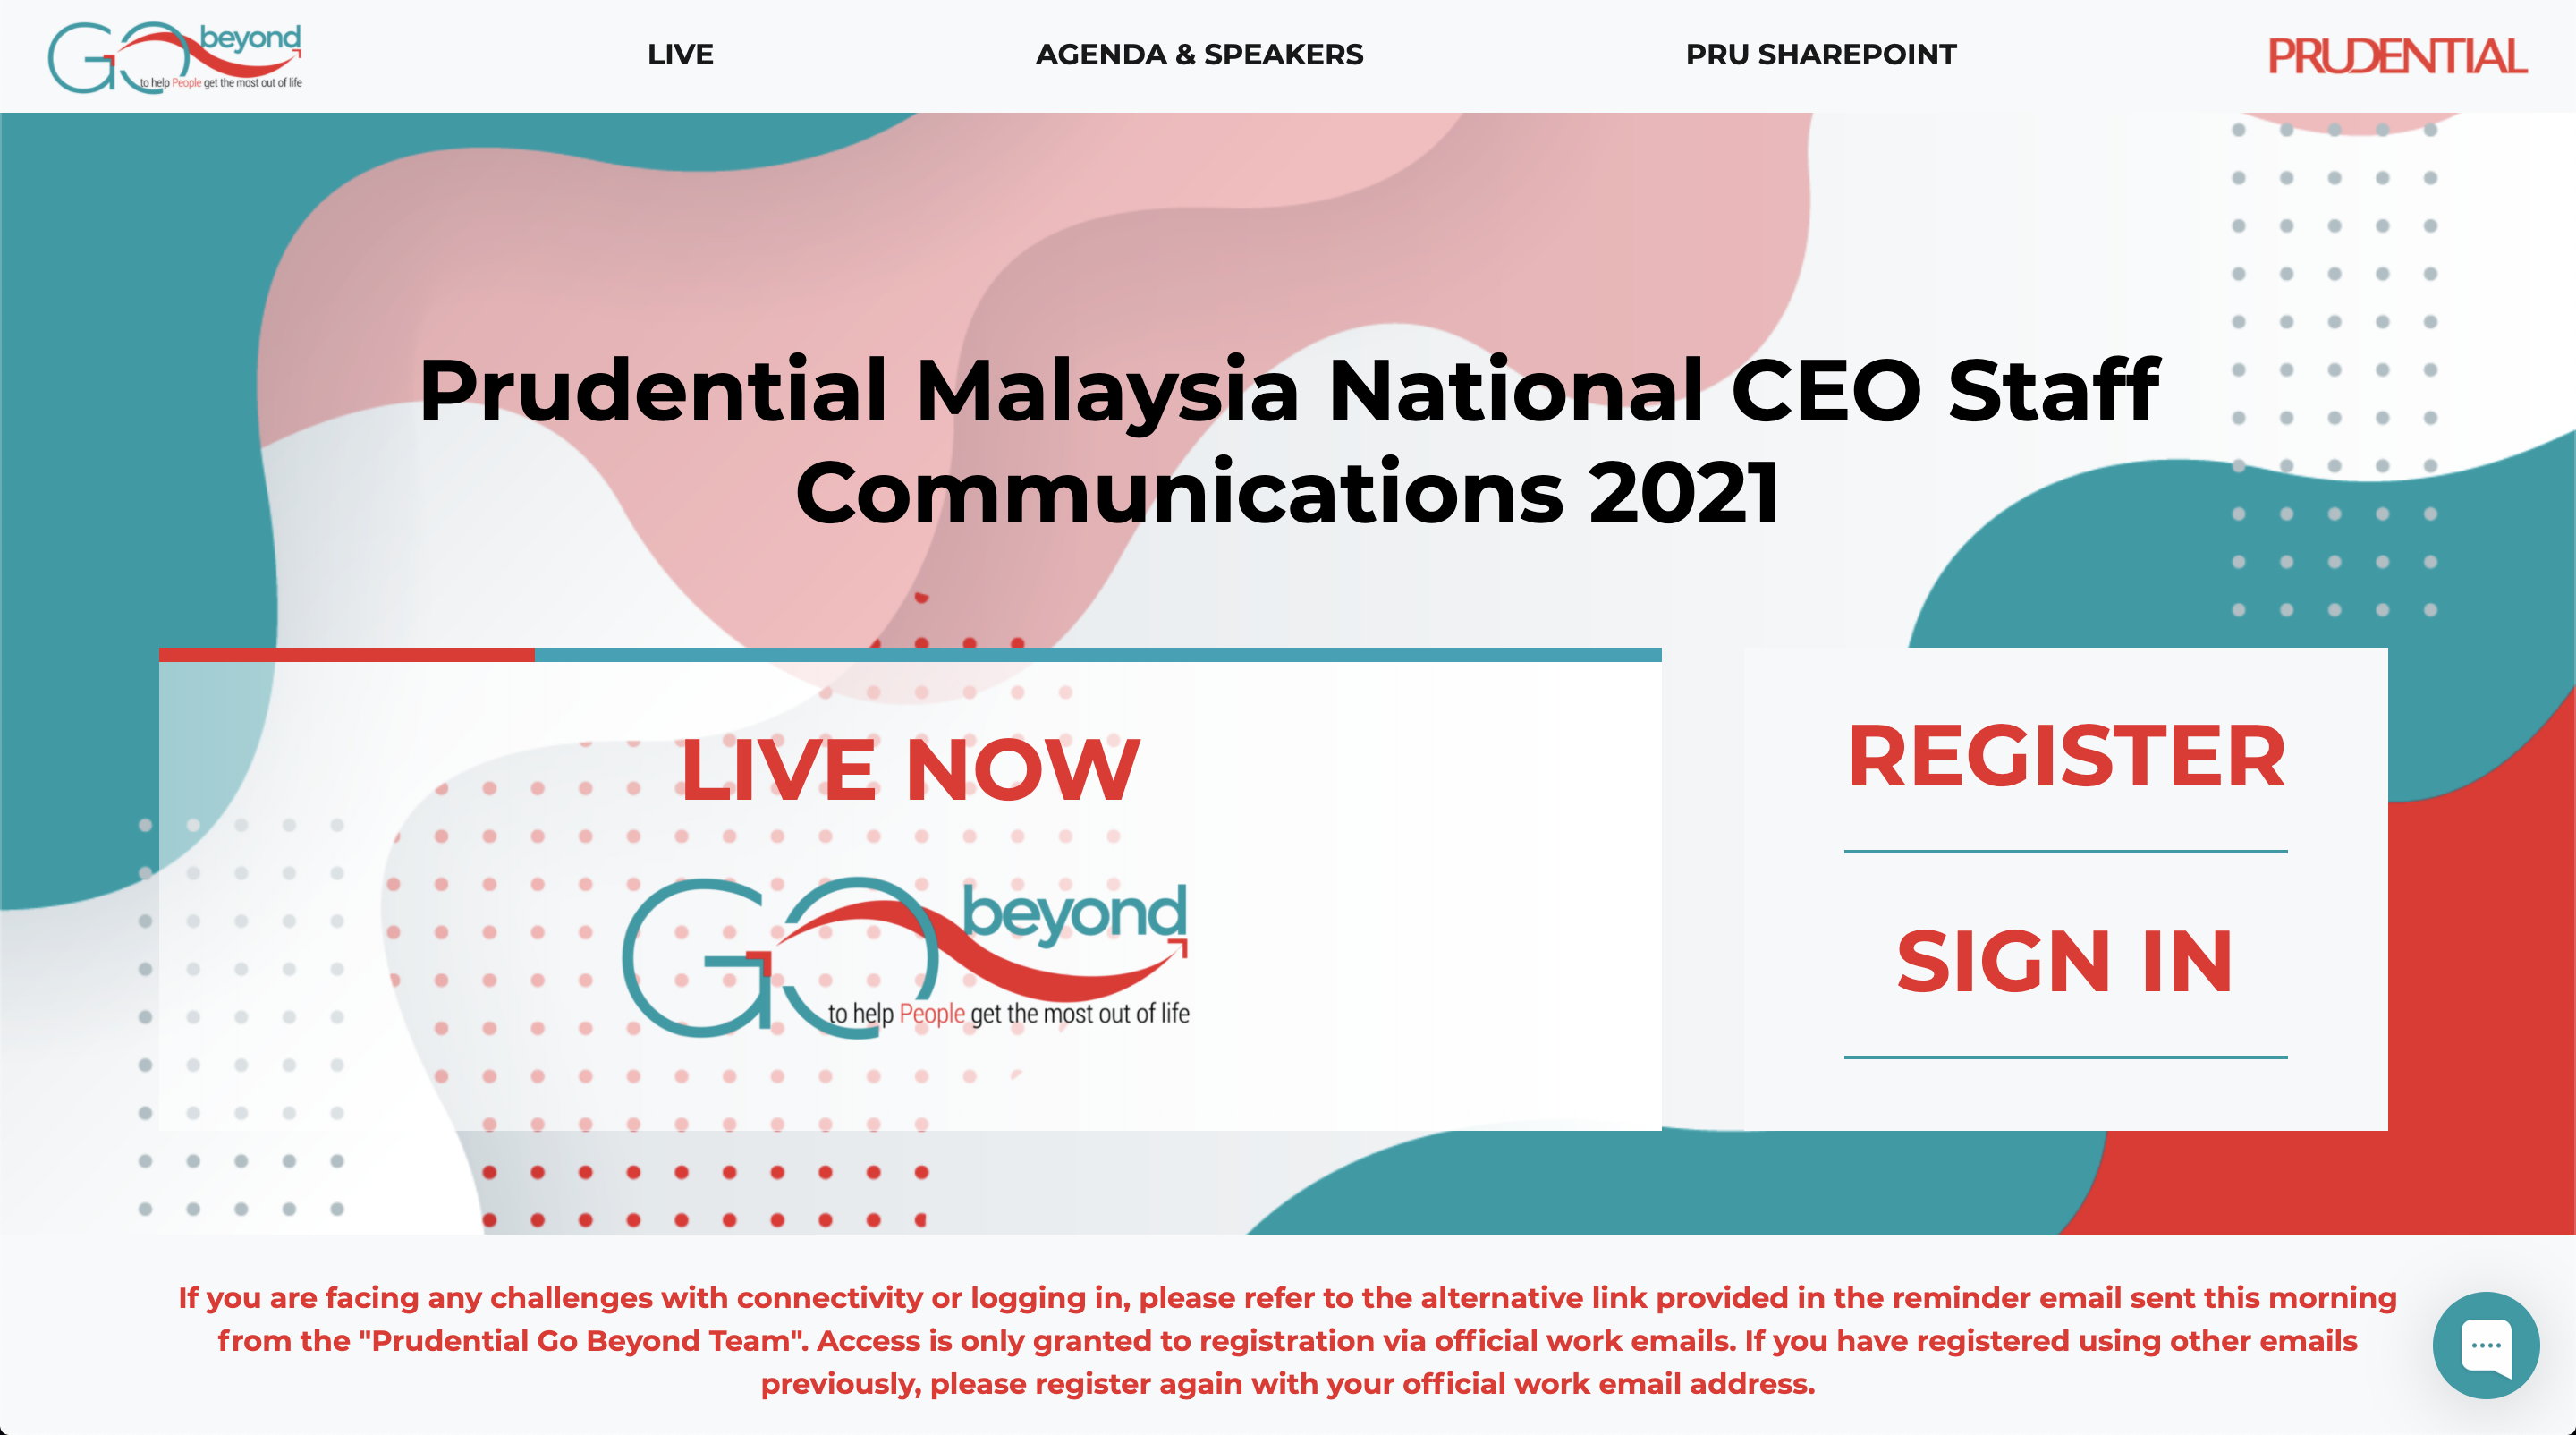 GO beyond
to help People get the most out of life
LIVE
AGENDA & SPEAKERS
PRU SHAREPOINT
PRUDENTIAL
Prudential Malaysia National CEO Staff
Communications 2021
LIVE NOW
GO beyond
to help People get the most out of life
REGISTER
SIGN IN
If you are facing any challenges with connectivity or logging in, please refer to the alternative link provided in the reminder email sent this morning
from the "Prudential Go Beyond Team". Access is only granted to registration via official work emails. If you have registered using other emails
previously, please register again with your official work email address.